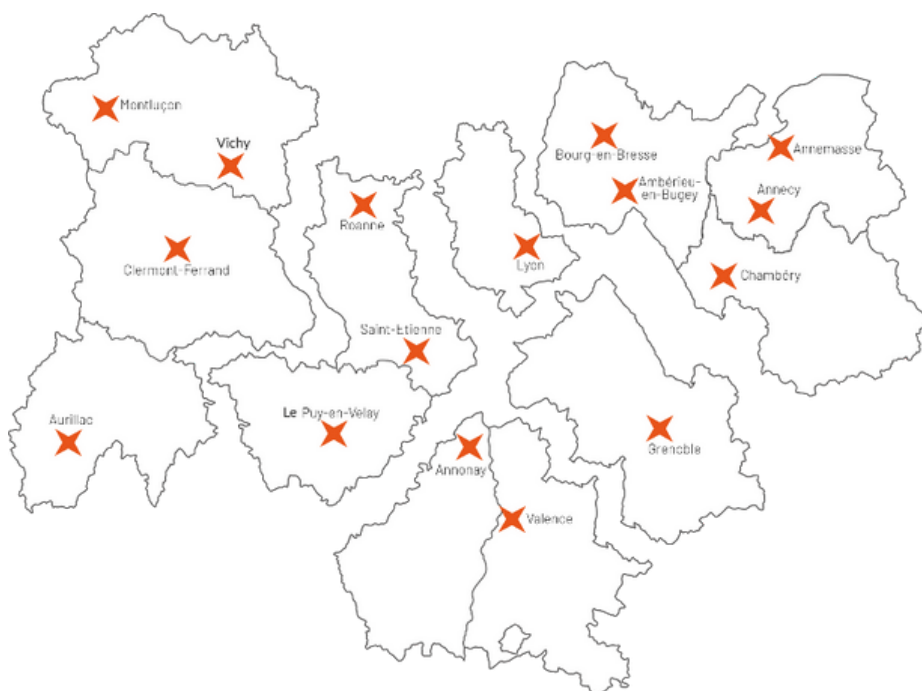 Montluçon
Vichy
Bourg-en-Bresse
Annemasse
Ambérieu-
en-Bugey
Annecy
Roanne
Clermont-Ferrand
Lyon
Chambéry
Saint-Etienne
Le Puy-en-Velay
Aurillac
Annonay
Grenoble
Valence